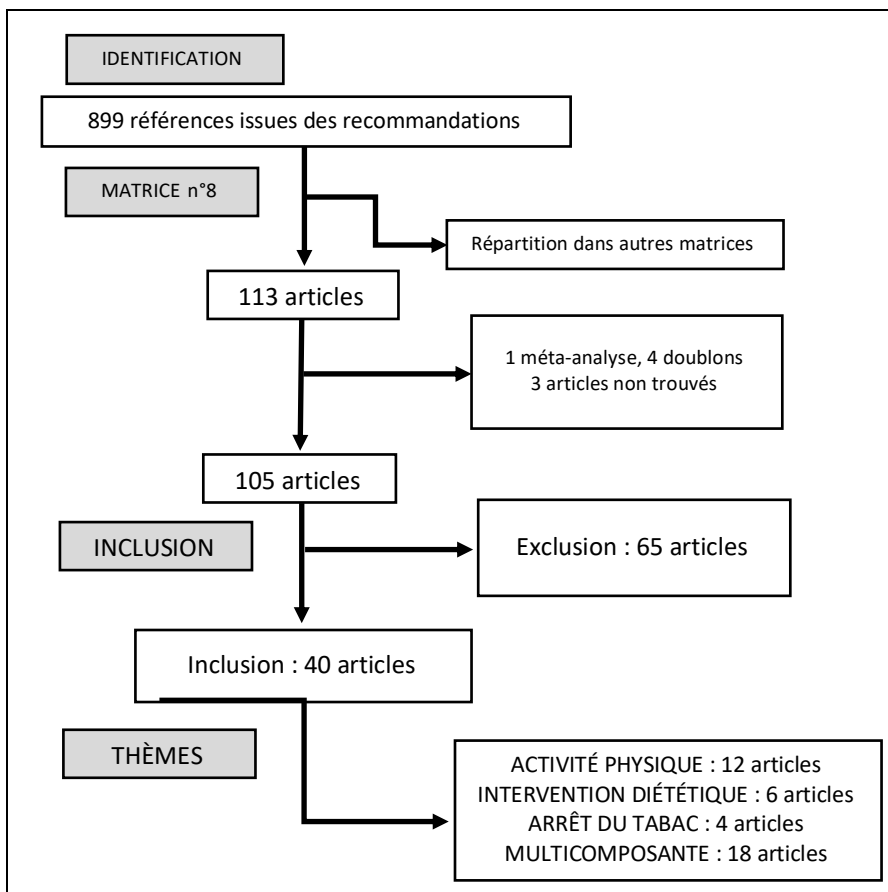 IDENTIFICATION
899 références issues des recommandations
MATRICE n°8
Répartition dans autres matrices
113 articles
1 méta-analyse, 4 doublons
3 articles non trouvés
105 articles
INCLUSION
Exclusion : 65 articles
Inclusion : 40 articles
THÈMES
ACTIVITÉ PHYSIQUE : 12 articles
INTERVENTION DIÉTÉTIQUE : 6 articles
ARRÊT DU TABAC : 4 articles
MULTICOMPOSANTE : 18 articles